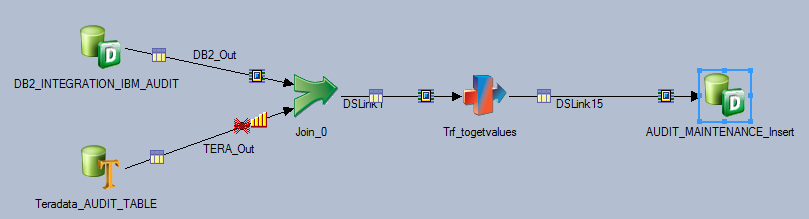 DB2_Out
DB2_INTEGRATION_IBM_AUDIT
D
DSLink1
DSLink15
Join_0
Trf_togetvalues
AUDIT_MAINTENANCE_Insert
D
TERA_Out
T
Teradata_AUDIT_TABLE